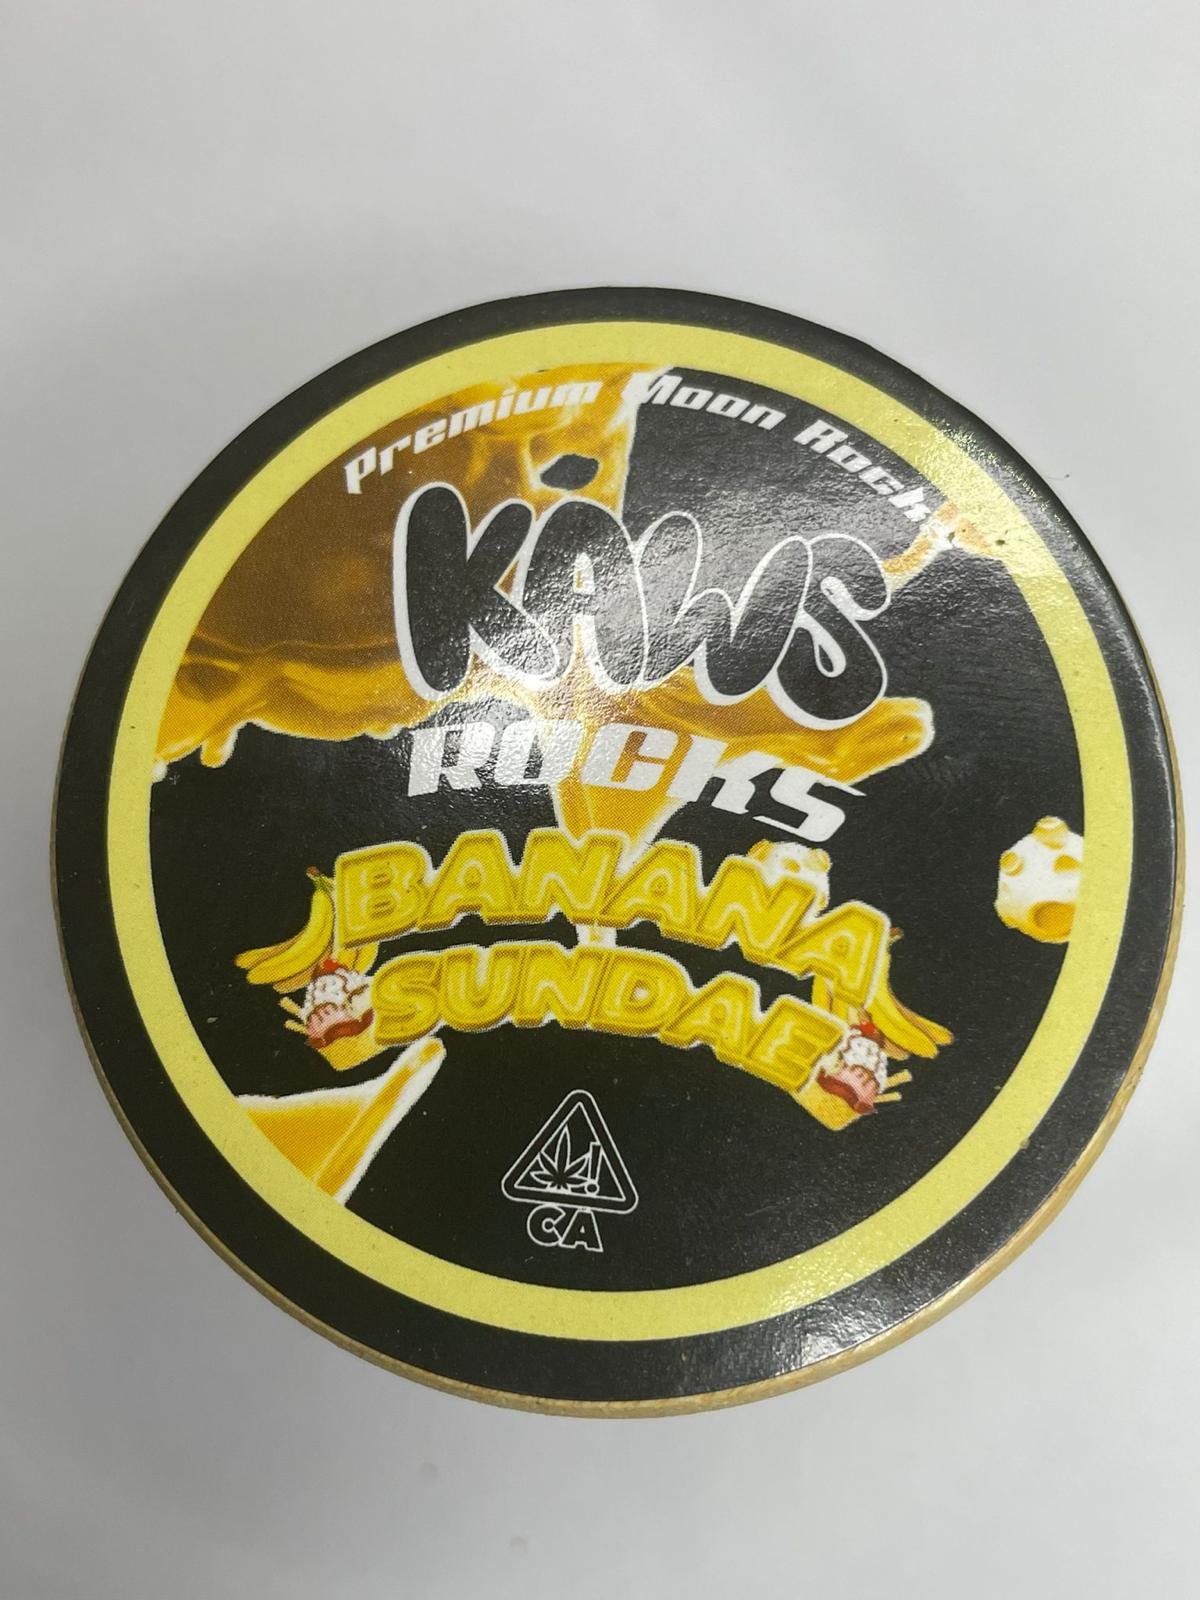 Premium Moon Rocks
KAWS
ROCKS
BANANA
SUNDAE
CA